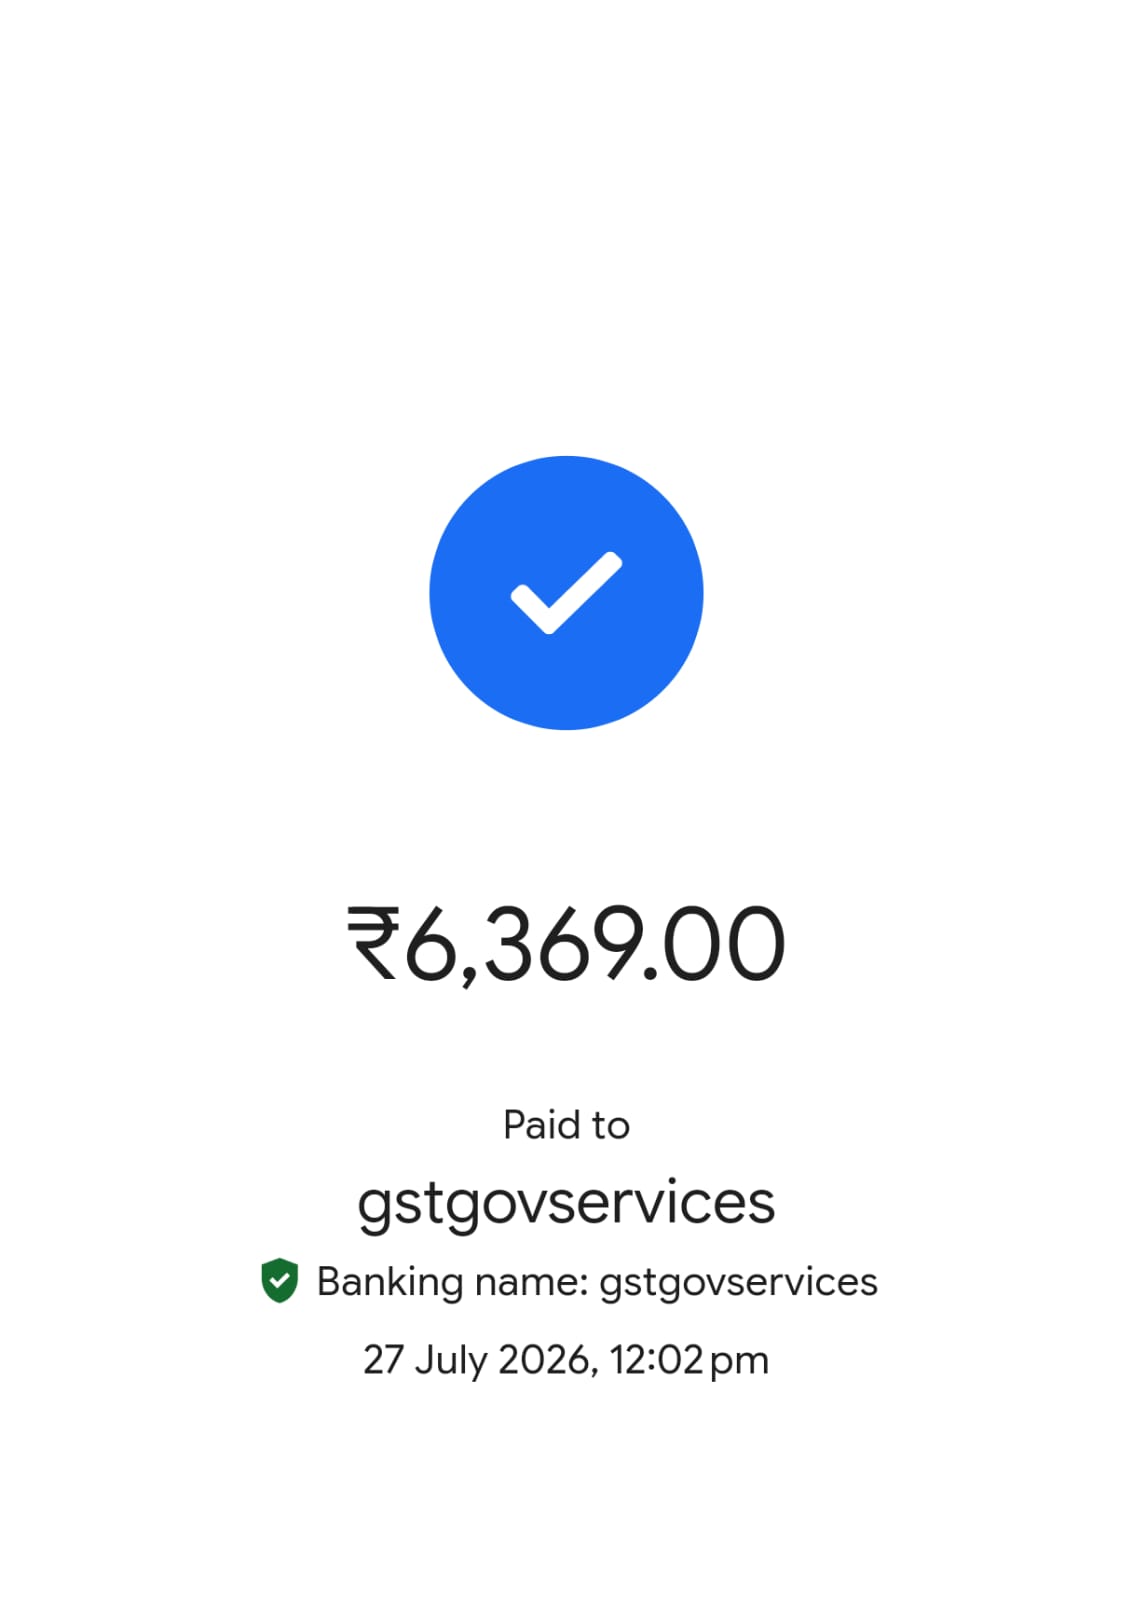 ₹6,369.00
Paid to
gstgovservices
Banking name: gstgovservices
27 July 2026, 12:02 pm